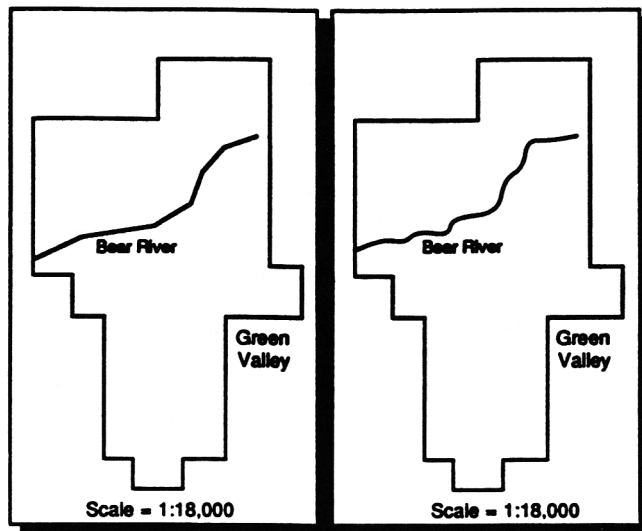 Bear River
Green
Valley
Scale = 1:18,000
Bear River
Green
Valley
Scale = 1:18,000